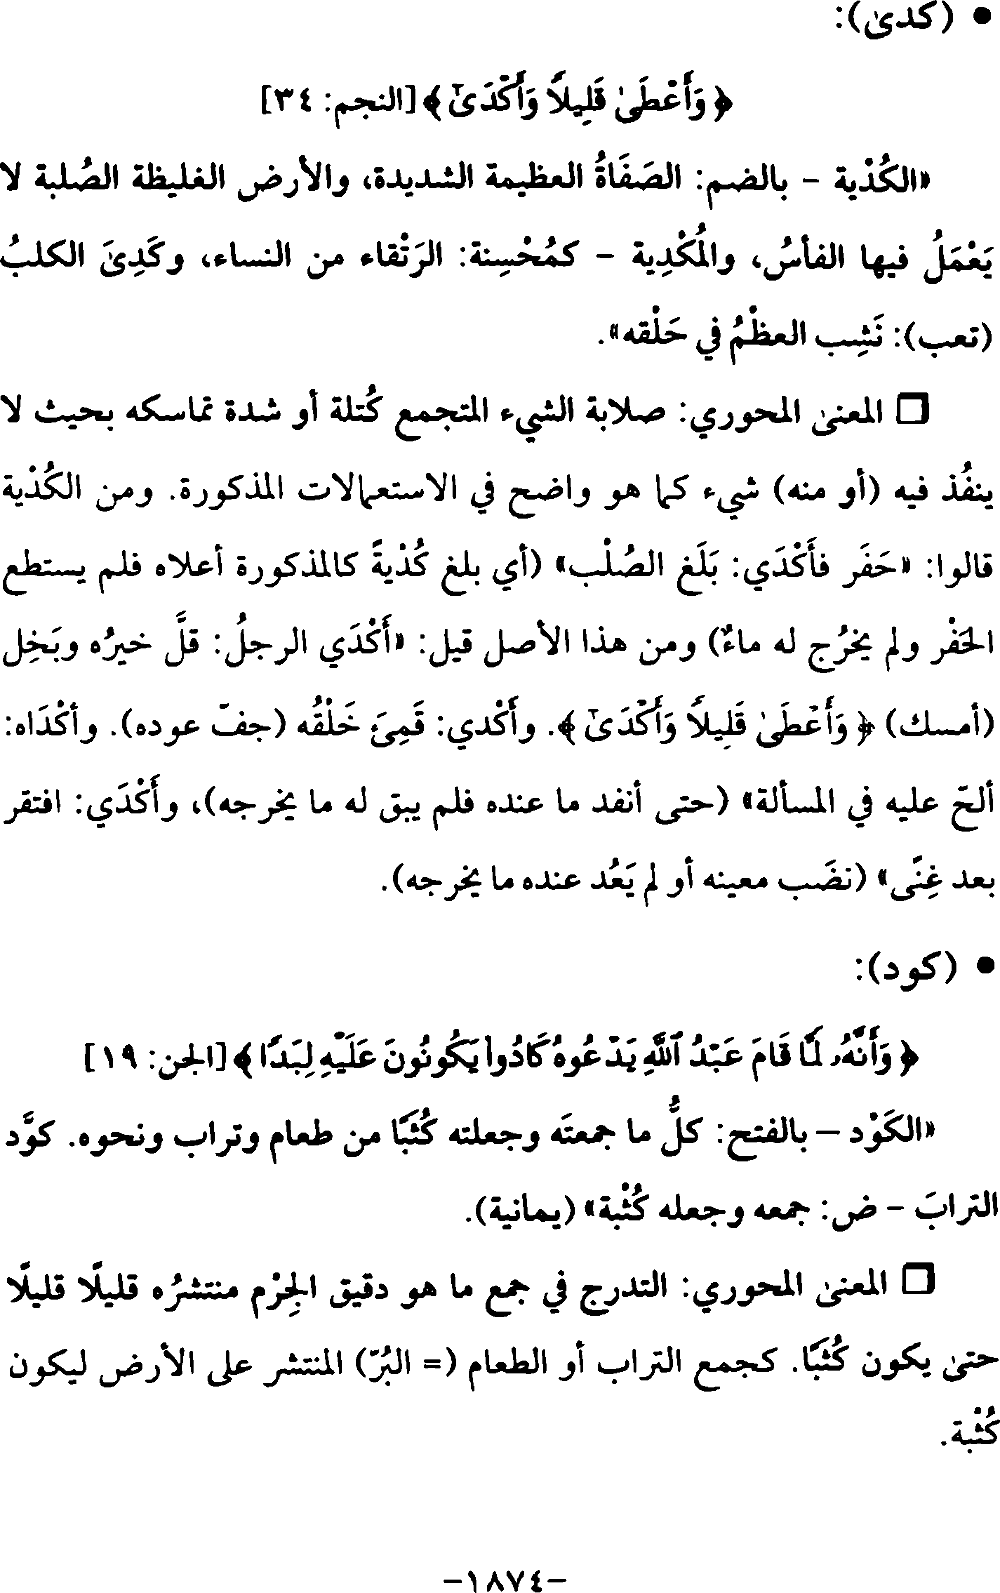 • (كدى):
﴿ وَأَعْطَىٰ قَلِيلاً وَأَكْدَىٰٓ ﴾ [النجم: ٣٤]
«الكُدْية - بالضم: الصَفَاةُ العظيمة الشديدة، والأرض الغليظة الصُلبة لا
يَعْمَلُ فيها الفأسُ، والمُكْدِية - كمُحْسِنة: الرَتْقاء من النساء، وكَدِىَ الكلبُ
(تعب): نَشِب العظْمُ في حَلْقه».
□ المعنى المحوري: صلابة الشيء المتجمع كُتلة أو شدة تماسكه بحيث لا
ينفُذ فيه (أو منه) شيء كما هو واضح في الاستعمالات المذكورة. ومن الكُدْية
قالوا: «حَفَر فأَكْدَي: بَلَغ الصُلْب» (أي بلغ كُدْيةً كالمذكورة أعلاه فلم يستطع
الحَفْر ولم يخرُج له ماءٌ) ومن هذا الأصل قيل: «أَكْدَي الرجلُ: قلَّ خيرُه وبَخِل
(أمسك) ﴿ وَأَعْطَىٰ قَلِيلاً وَأَكْدَىٰٓ ﴾. وأَكْدي: قَمِئَ خَلْقُه (جفّ عوده). وأكْدَاه:
ألحّ عليه في المسألة» (حتى أنفد ما عنده فلم يبق له ما يخرجه)، وأَكْدَي: افتقر
بعد غِنًى» (نضَب معينه أو لم يَعُد عنده ما يخرجه).
• (كود):
﴿ وَأَنَّهُۥ لَمَّا قَامَ عَبْدُ ٱللَّهِ يَدْعُوهُ كَادُوا۟ يَكُونُونَ عَلَيْهِ لِبَدًا ﴾ [الجن: ١٩]
«الكَوْد – بالفتح: كلُّ ما جمعتَه وجعلته كُثَبًا من طعام وتراب ونحوه. كوَّد
الترابَ - ض: جمعه وجعله كُثْبة» (يمانية).
□ المعنى المحوري: التدرج في جمع ما هو دقيق الجِرْم منتشرُه قليلًا قليلًا
حتى يكون كُثَبًا. كجمع التراب أو الطعام (= البُرّ) المنتشر على الأرض ليكون
كُثْبة.
-١٨٧٤-